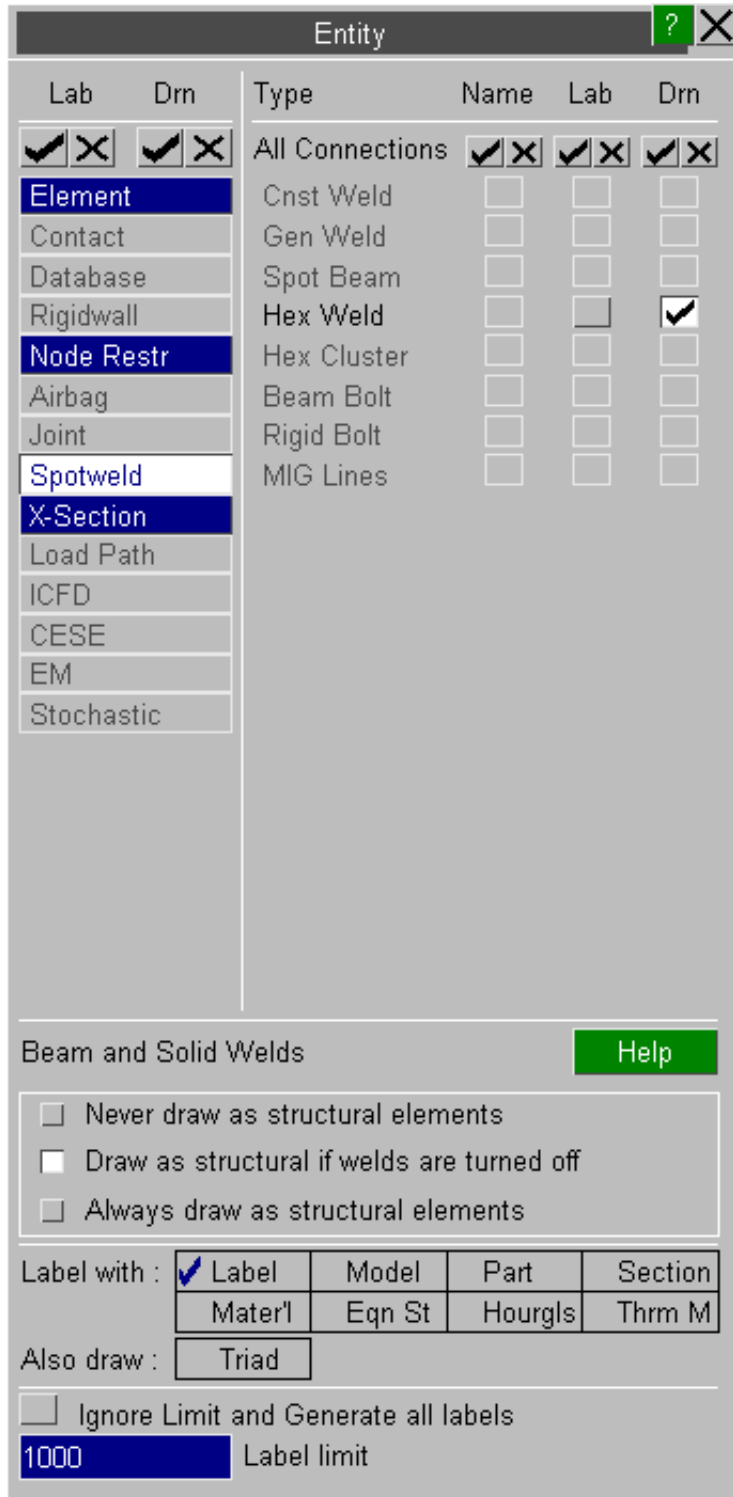 Entity ?
Lab Drn Type Name Lab Drn
All Connections
Element Cnst Weld
Contact Gen Weld
Database Spot Beam
Rigidwall Hex Weld
Node Restr Hex Cluster
Airbag Beam Bolt
Joint Rigid Bolt
Spotweld MIG Lines
X-Section
Load Path
ICFD
CESE
EM
Stochastic
Beam and Solid Welds Help
Never draw as structural elements
Draw as structural if welds are turned off
Always draw as structural elements
Label with : Label Model Part Section
Mater'l Eqn St Hourgls Thrm M
Also draw : Triad
Ignore Limit and Generate all labels
1000 Label limit